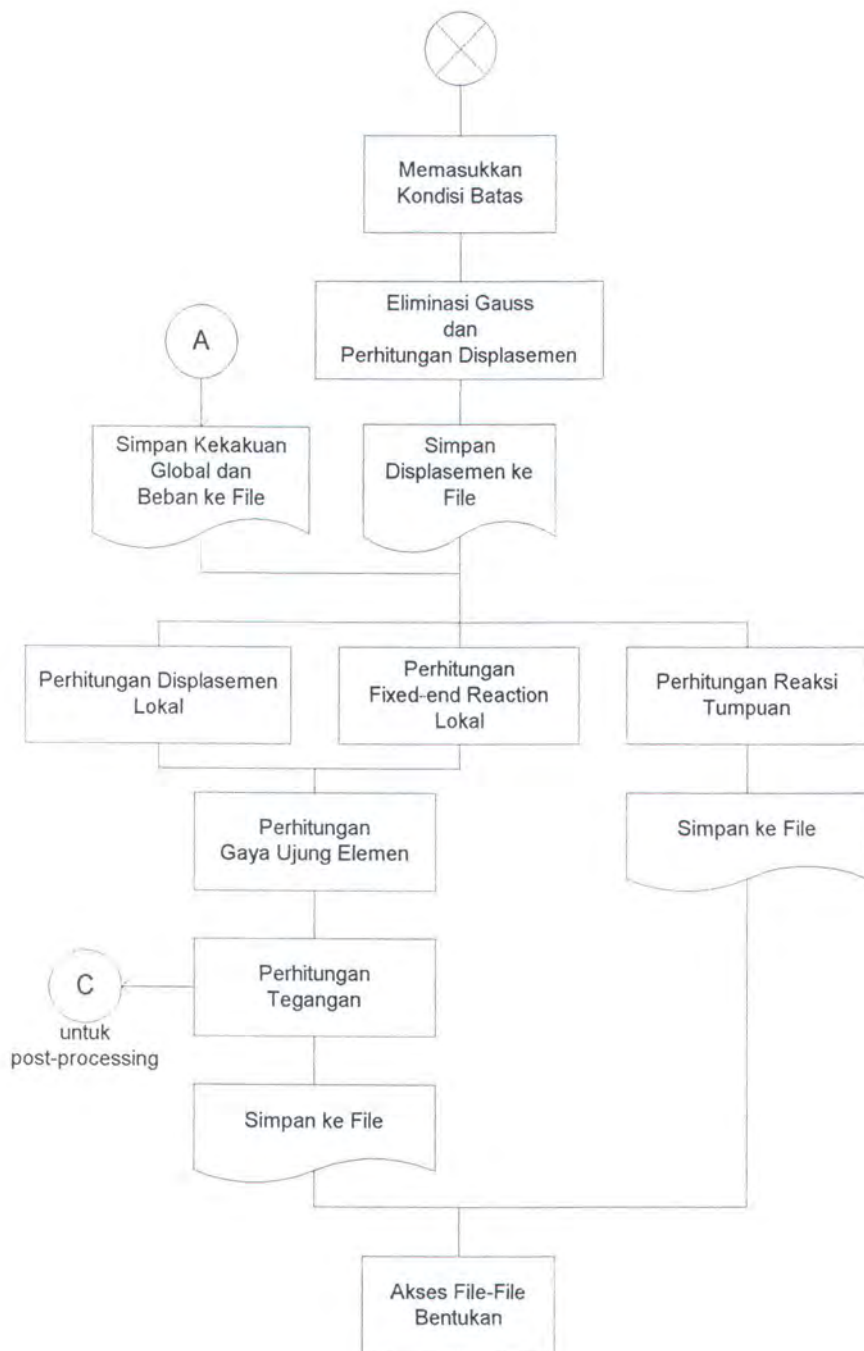 Memasukkan
Kondisi Batas
Eliminasi Gauss
dan
Perhitungan Displasemen
A
Simpan Kekakuan
Global dan
Beban ke File
Simpan
Displasemen ke
File
Perhitungan Displasemen
Lokal
Perhitungan
Fixed-end Reaction
Lokal
Perhitungan Reaksi
Tumpuan
Perhitungan
Gaya Ujung Elemen
Simpan ke File
Perhitungan
Tegangan
C
untuk
post-processing
Simpan ke File
Akses File-File
Bentukan